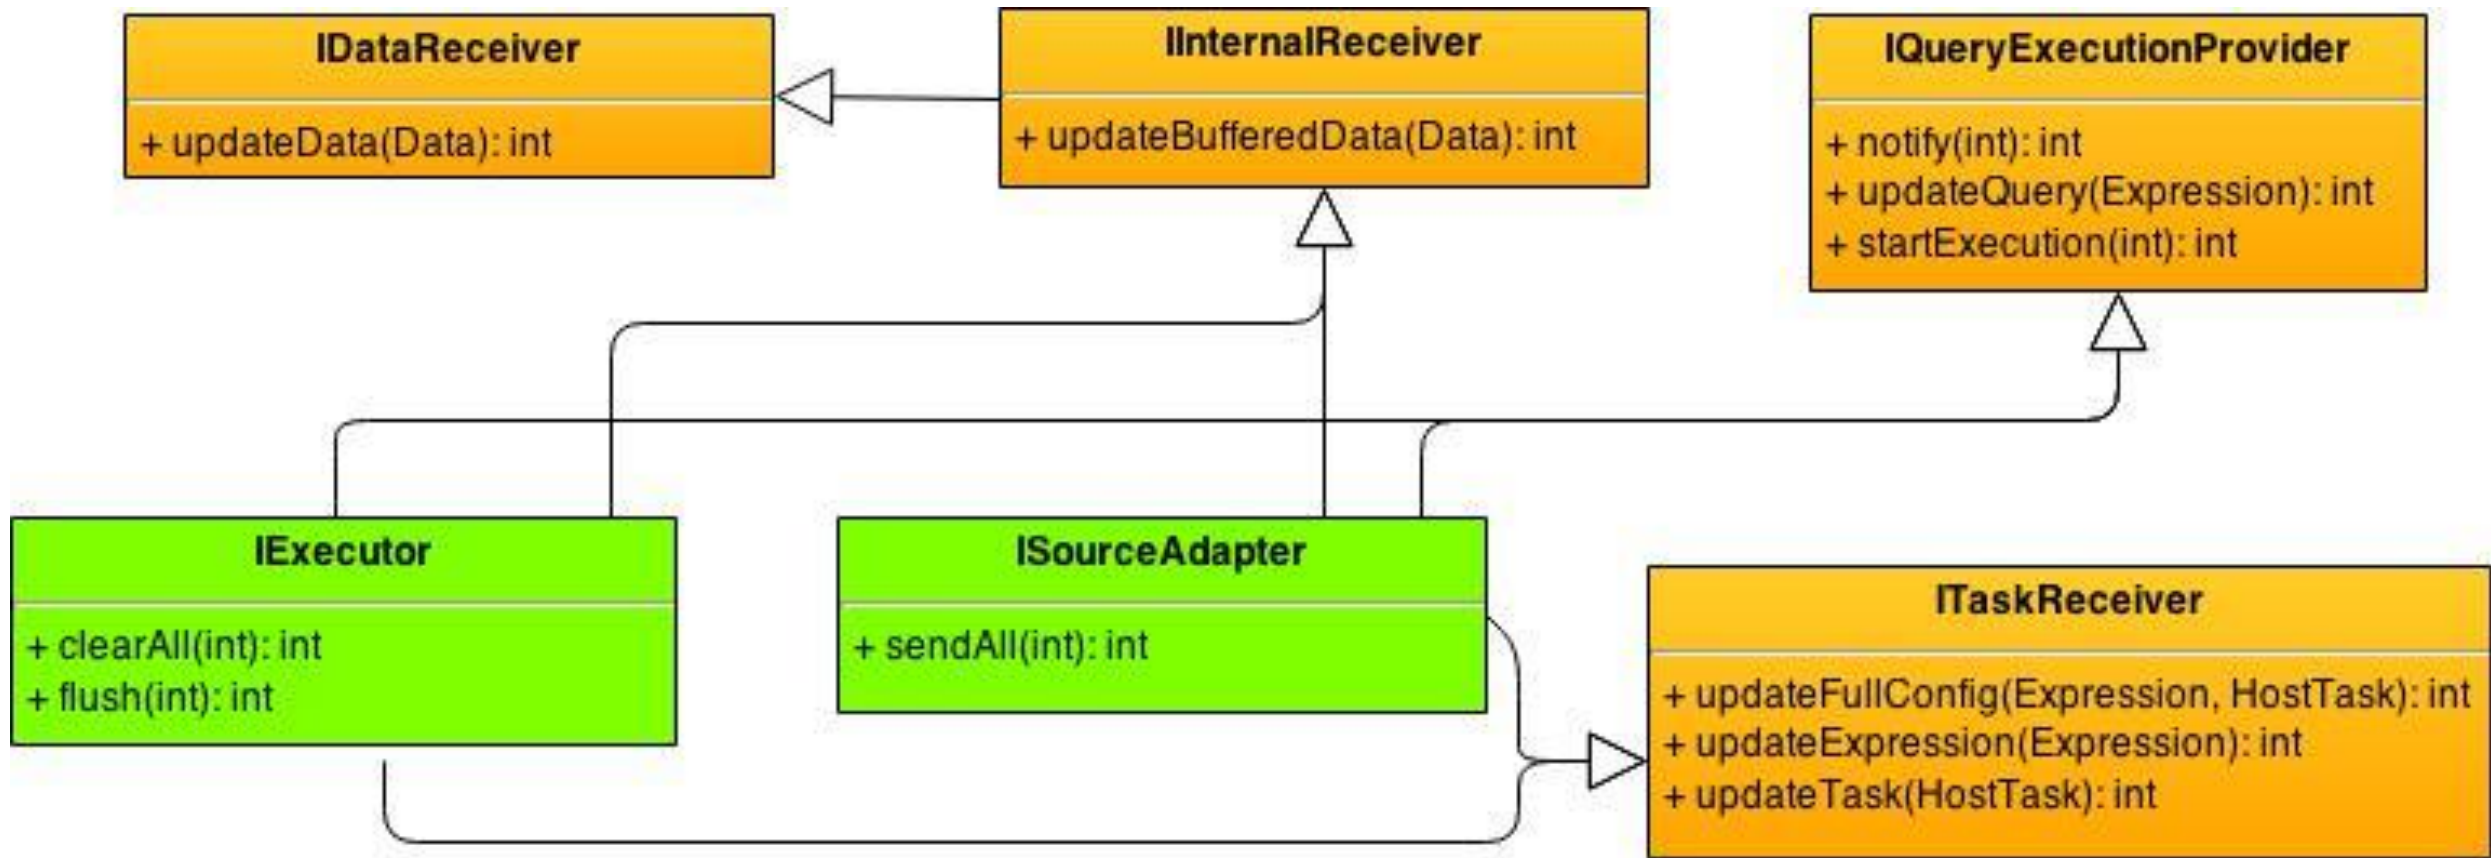 IDataReceiver
+ updateData(Data): int
IInternalReceiver
+ updateBufferedData(Data): int
IQueryExecutionProvider
+ notify(int): int
+ updateQuery(Expression): int
+ startExecution(int): int
IExecutor
+ clearAll(int): int
+ flush(int): int
ISourceAdapter
+ sendAll(int): int
ITaskReceiver
+ updateFullConfig(Expression, HostTask): int
+ updateExpression(Expression): int
+ updateTask(HostTask): int